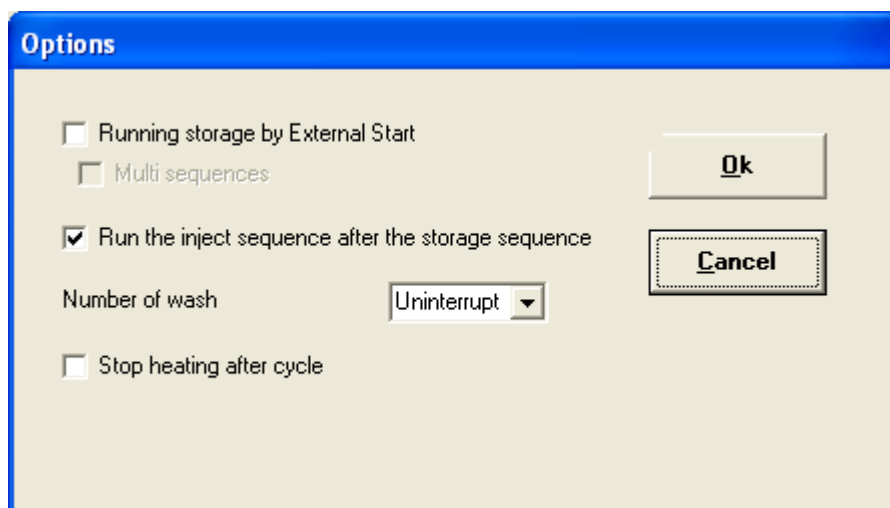 Options
Running storage by External Start
Multi sequences
Ok
Run the inject sequence after the storage sequence
Cancel
Number of wash
Uninterrupt
Stop heating after cycle